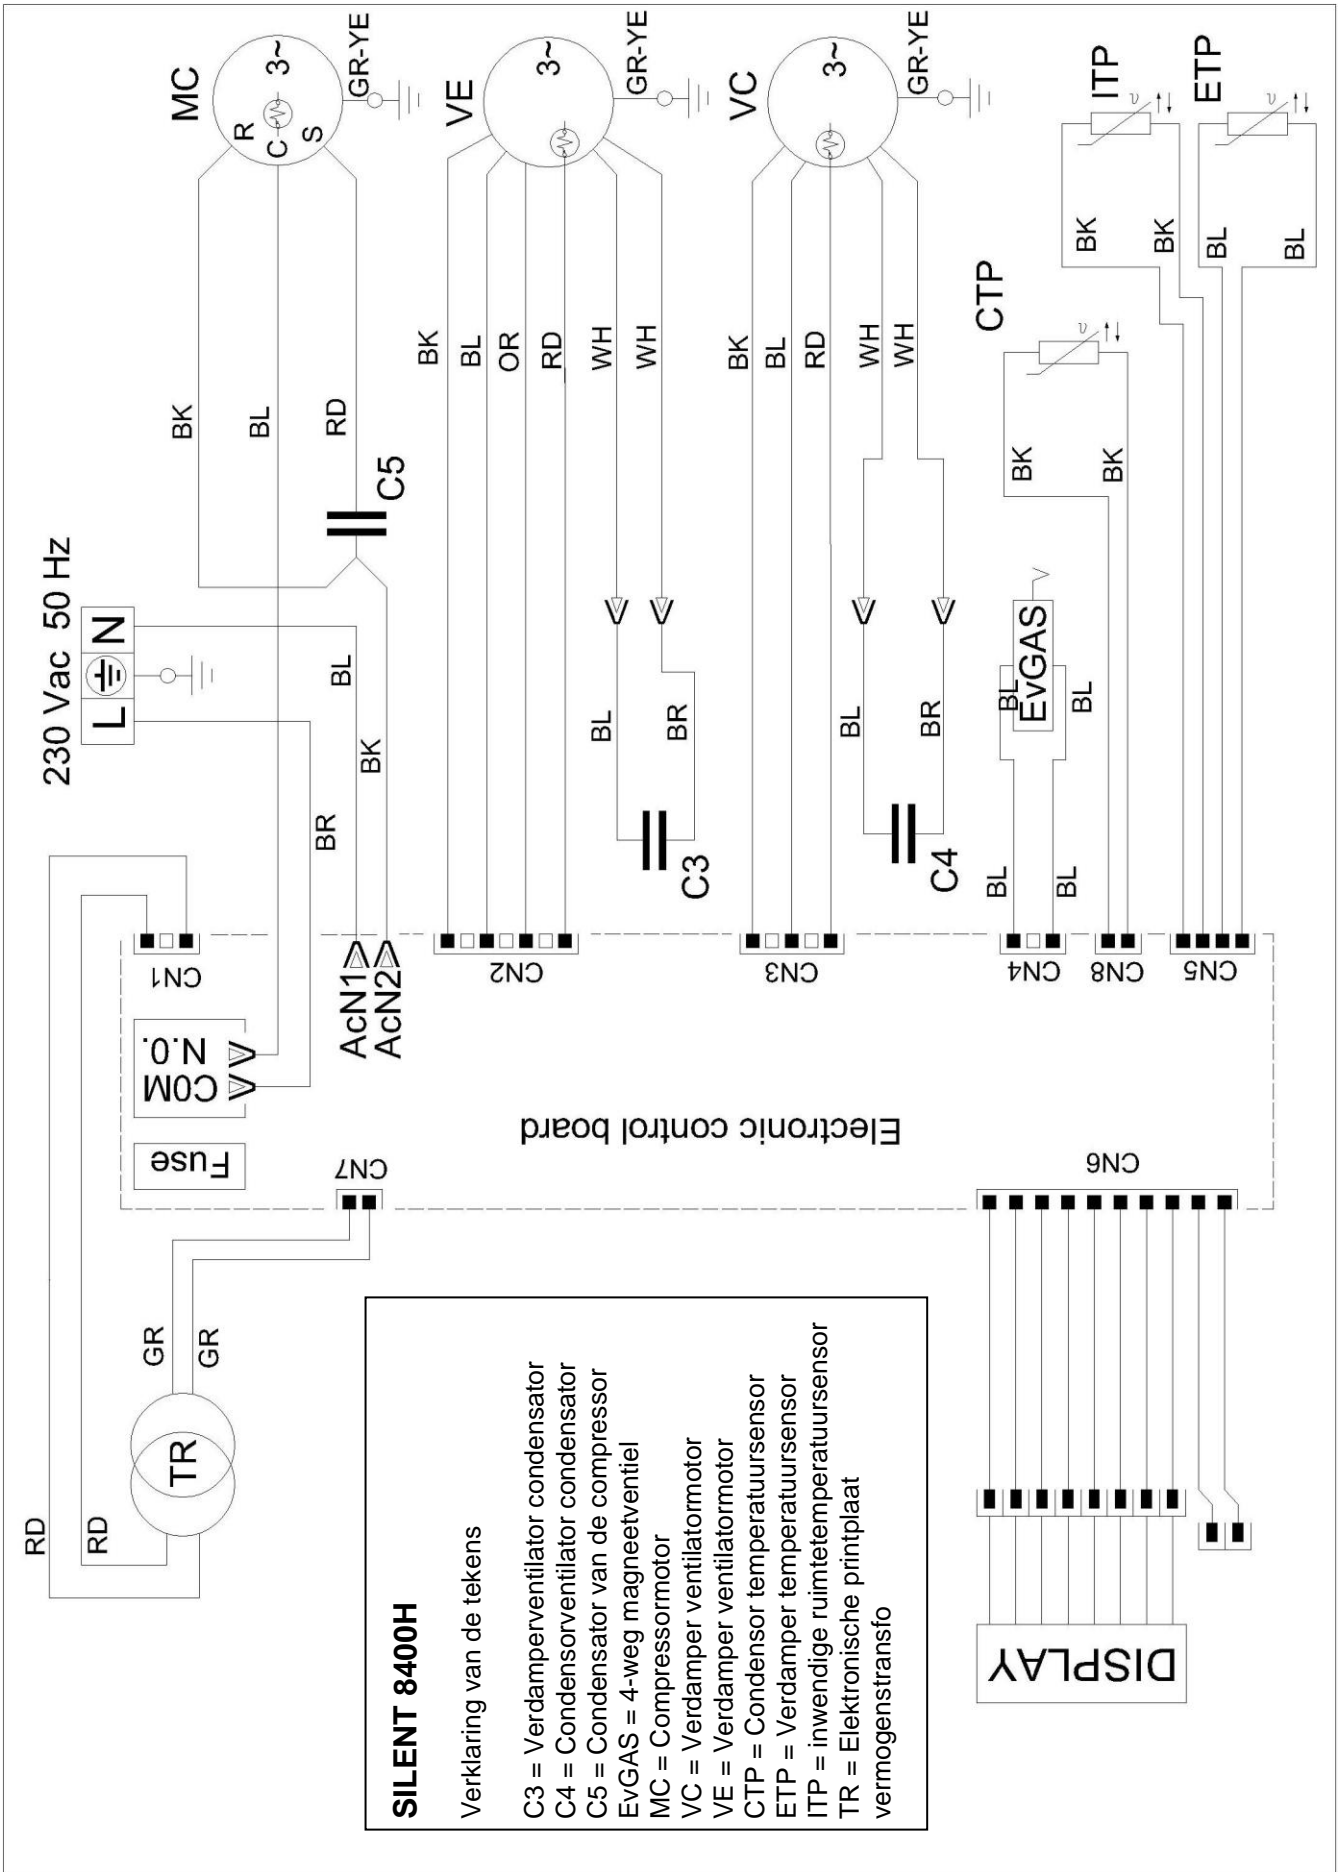 230 Vac 50 Hz
L
N
MC
R
C
S
3~
GR-YE
VE
3~
GR-YE
VC
3~
GR-YE
ITP
ETP
CTP
υ
υ
υ
BK
BL
RD
C5
BK
BL
OR
RD
WH
WH
BK
BL
RD
WH
WH
BK
BK
BK
BK
BL
BL
BL
BK
BR
BL
BR
C3
BL
BR
C4
BL
EvGAS
BL
BL
BL
CN1
N.O.
C0M
Fuse
AcN1
AcN2
CN2
CN3
CN4
CN8
CN5
Electronic control board
CN7
CN6
GR
GR
TR
RD
RD
DISPLAY
SILENT 8400H
Verklaring van de tekens
C3 = Verdamperventilator condensator
C4 = Condensorventilator condensator
C5 = Condensator van de compressor
EvGAS = 4-weg magneetventiel
MC = Compressormotor
VC = Verdamper ventilatormotor
VE = Verdamper ventilatormotor
CTP = Condensor temperatuursensor
ETP = Verdamper temperatuursensor
ITP = inwendige ruimtetemperatuursensor
TR = Elektronische printplaat
vermogenstransfo